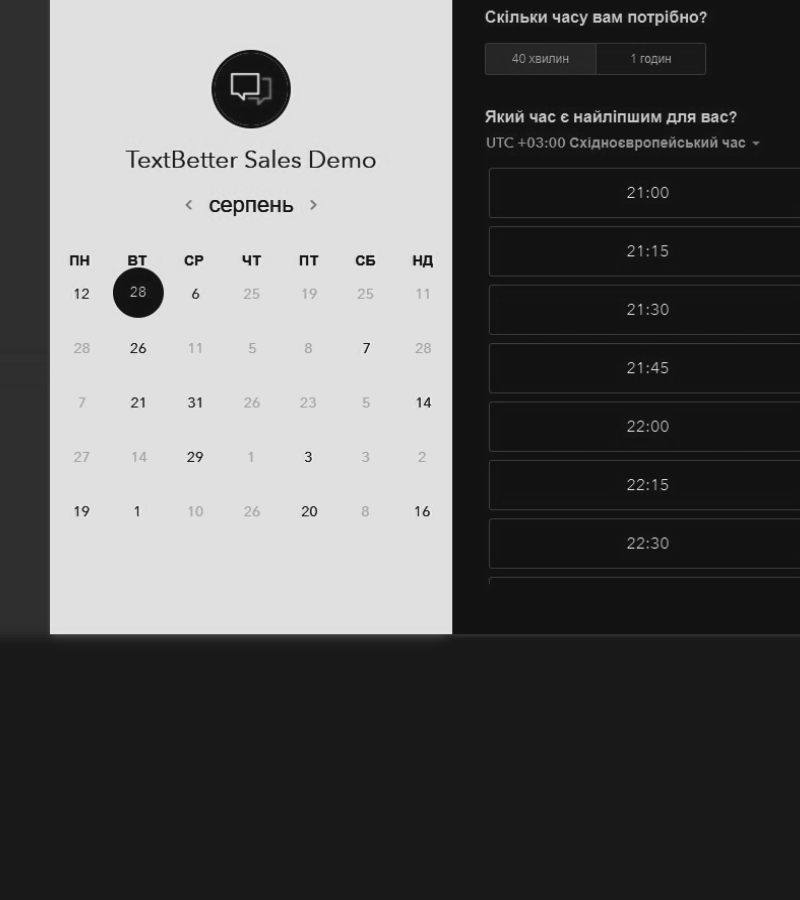 TextBetter Sales Demo
< серпень >
ПН ВТ СР ЧТ ПТ СБ НД
12 28 6 25 19 25 11
28 26 11 5 8 7 28
7 21 31 26 23 5 14
27 14 29 1 3 3 2
19 1 10 26 20 8 16
Скільки часу вам потрібно?
40 хвилин 1 годин
Який час є найліпшим для вас?
UTC +03:00 Східноєвропейський час
21:00
21:15
21:30
21:45
22:00
22:15
22:30